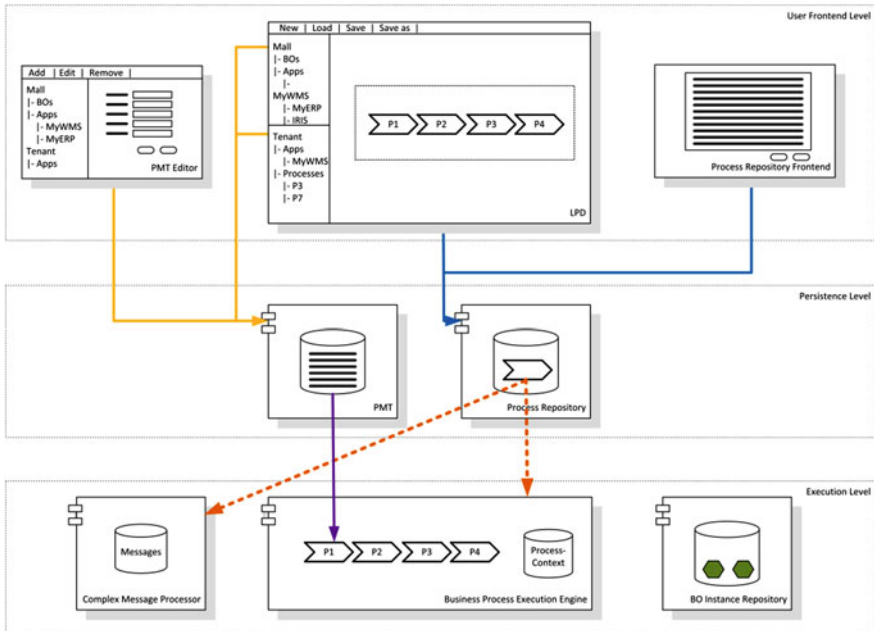 User Frontend Level
New | Load | Save | Save as |
Mall
|- BOs
|- Apps
|-
MyWMS
|- MyERP
|- IRIS
Tenant
|- Apps
|- MyWMS
|- Processes
|- P3
|- P7
P1 P2 P3 P4
LPD
Add | Edit | Remove |
Mall
|- BOs
|- Apps
|- MyWMS
|- MyERP
Tenant
|- Apps
PMT Editor
Process Repository Frontend
Persistence Level
PMT
Process Repository
Execution Level
Messages
Complex Message Processor
P1 P2 P3 P4
Process-
Context
Business Process Execution Engine
BO Instance Repository